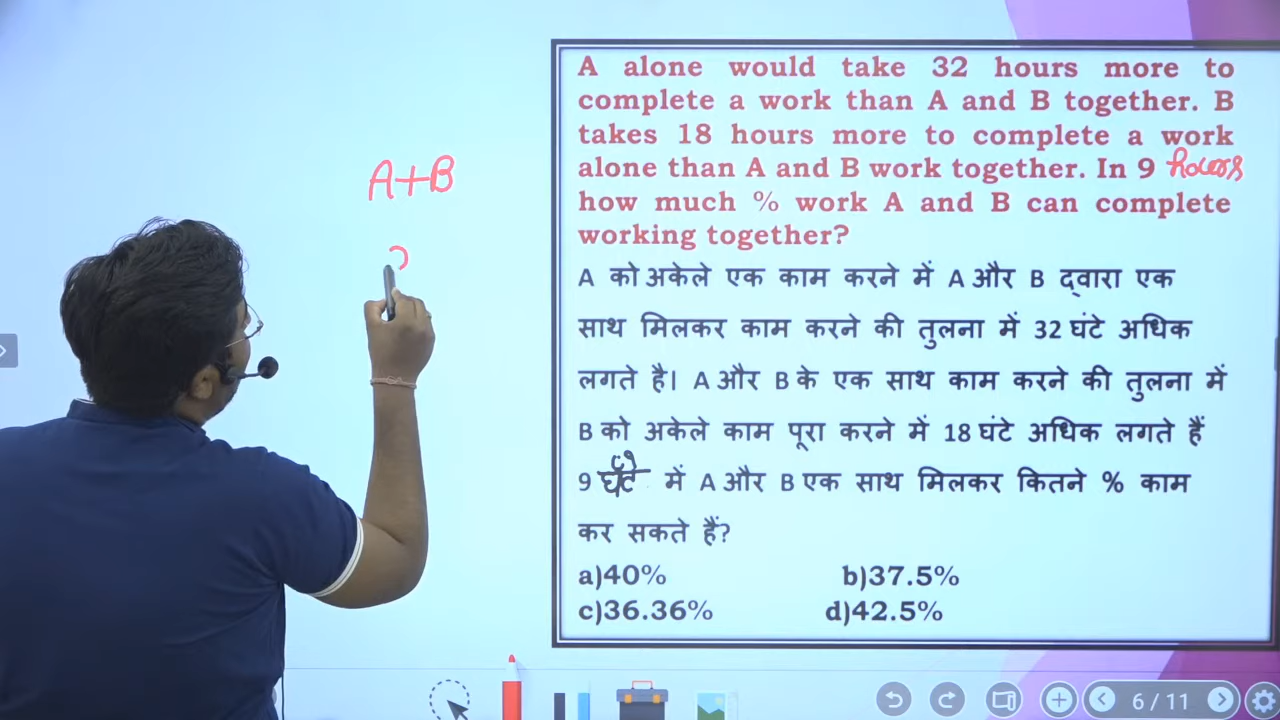 A alone would take 32 hours more to
complete a work than A and B together. B
takes 18 hours more to complete a work
alone than A and B work together. In 9 hours
how much % work A and B can complete
working together?
A को अकेले एक काम करने में A और B द्वारा एक
साथ मिलकर काम करने की तुलना में 32 घंटे अधिक
लगते है। A और B के एक साथ काम करने की तुलना में
B को अकेले काम पूरा करने में 18 घंटे अधिक लगते हैं
9 घंटे में A और B एक साथ मिलकर कितने % काम
कर सकते हैं?
a)40% b)37.5%
c)36.36% d)42.5%
A+B
6 / 11